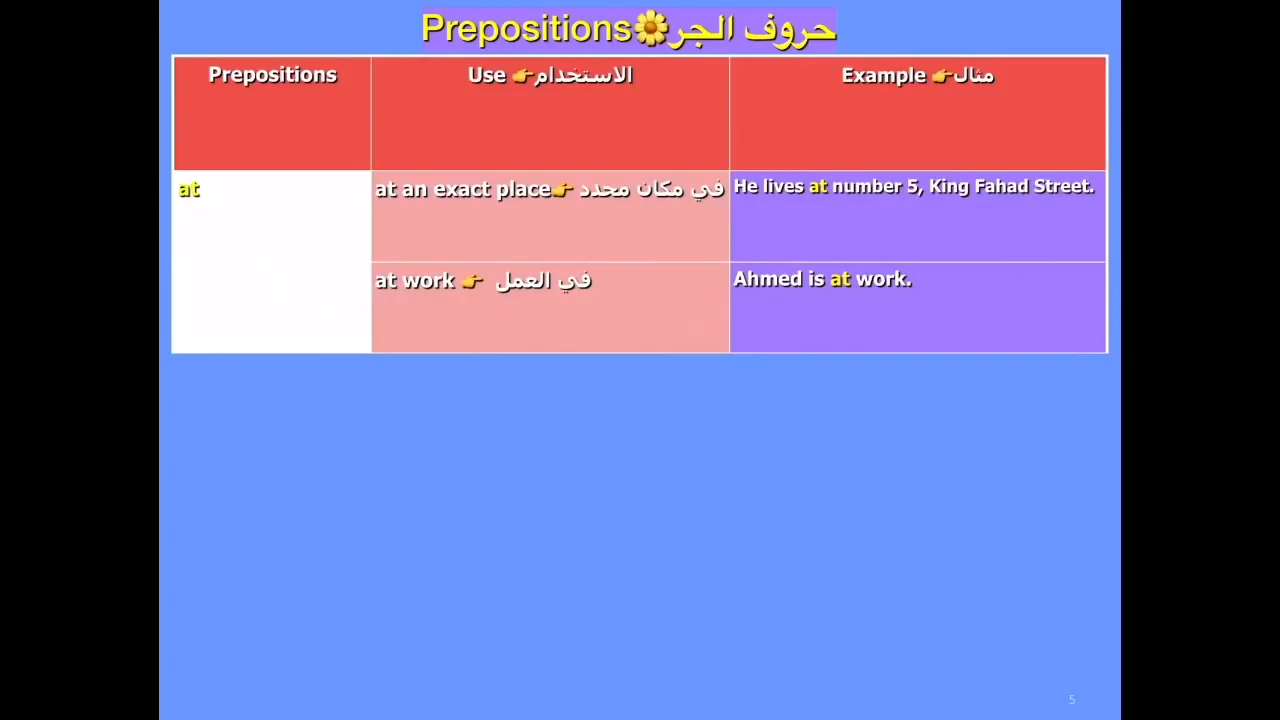 Prepositions🌼حروف الجر
Prepositions
Use 👉الاستخدام
Example 👉مثال
at
at an exact place👉 في مكان محدد
He lives at number 5, King Fahad Street.
at work 👉 في العمل
Ahmed is at work.
5